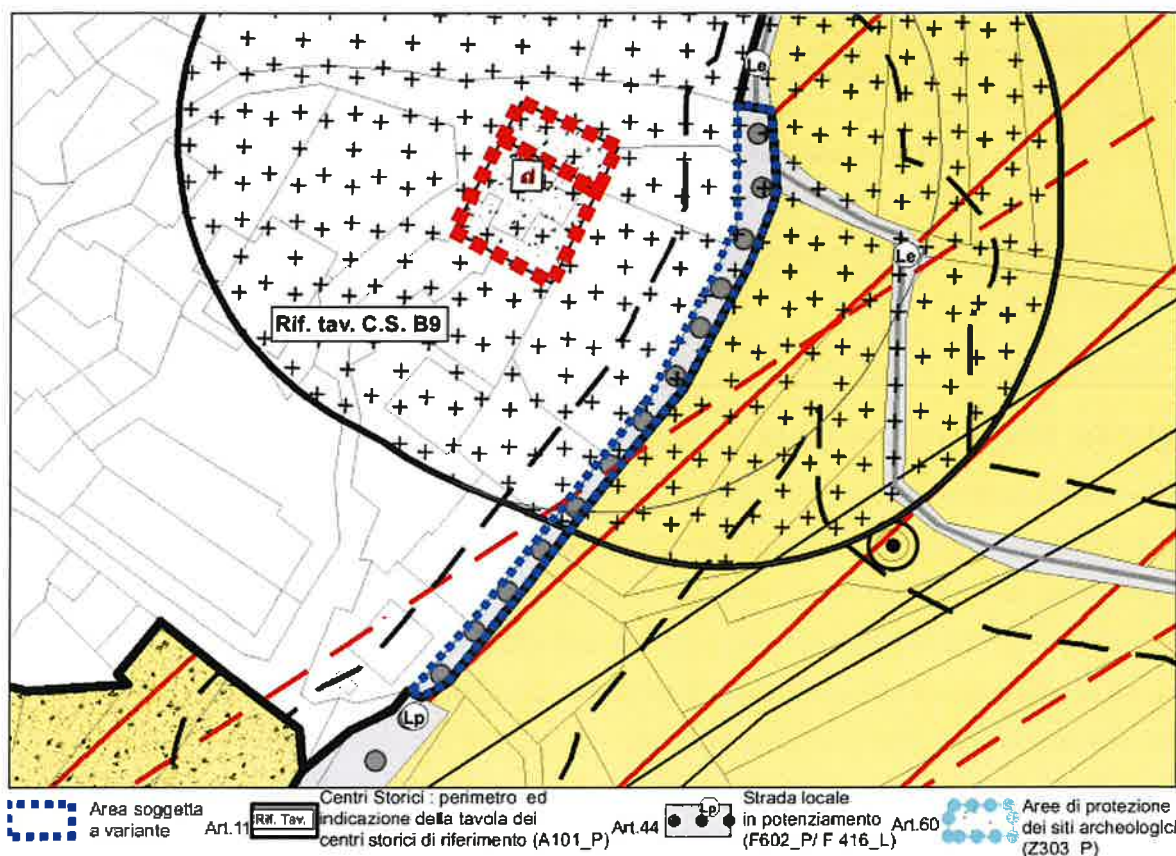 Le
d
Le
Rif. tav. C.S. B9
Lp
Area soggetta
a variante
Art.11
Rif. Tav.
Centri Storici : perimetro ed
indicazione della tavola dei
centri storici di riferimento (A101_P)
Art.44
Lp
Strada locale
in potenziamento
(F602_P/ F 416_L)
Art.60
Aree di protezione
dei siti archeologici
(Z303_P)